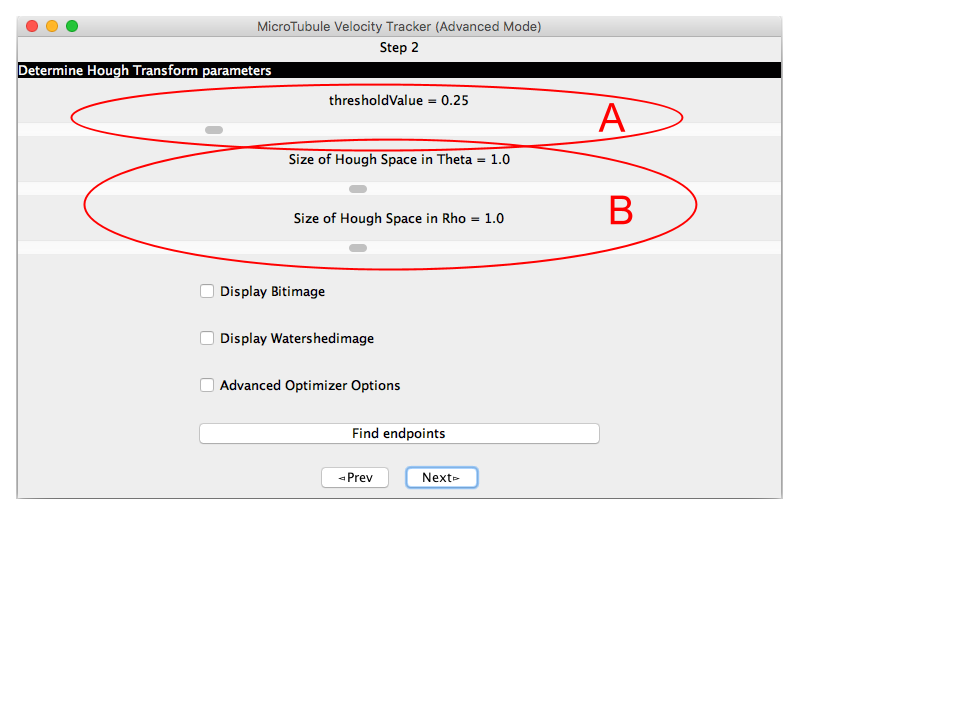 MicroTubule Velocity Tracker (Advanced Mode)
Step 2
Determine Hough Transform parameters
thresholdValue = 0.25
A
Size of Hough Space in Theta = 1.0
B
Size of Hough Space in Rho = 1.0
Display Bitimage
Display Watershedimage
Advanced Optimizer Options
Find endpoints
◅Prev Next▻